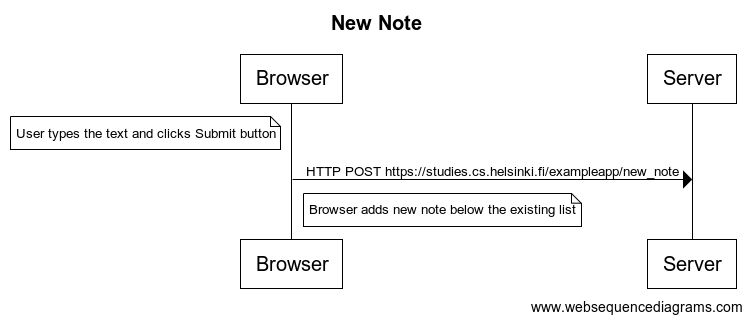 New Note
Browser
Server
User types the text and clicks Submit button
HTTP POST https://studies.cs.helsinki.fi/exampleapp/new_note
Browser adds new note below the existing list
Browser
Server
www.websequencediagrams.com